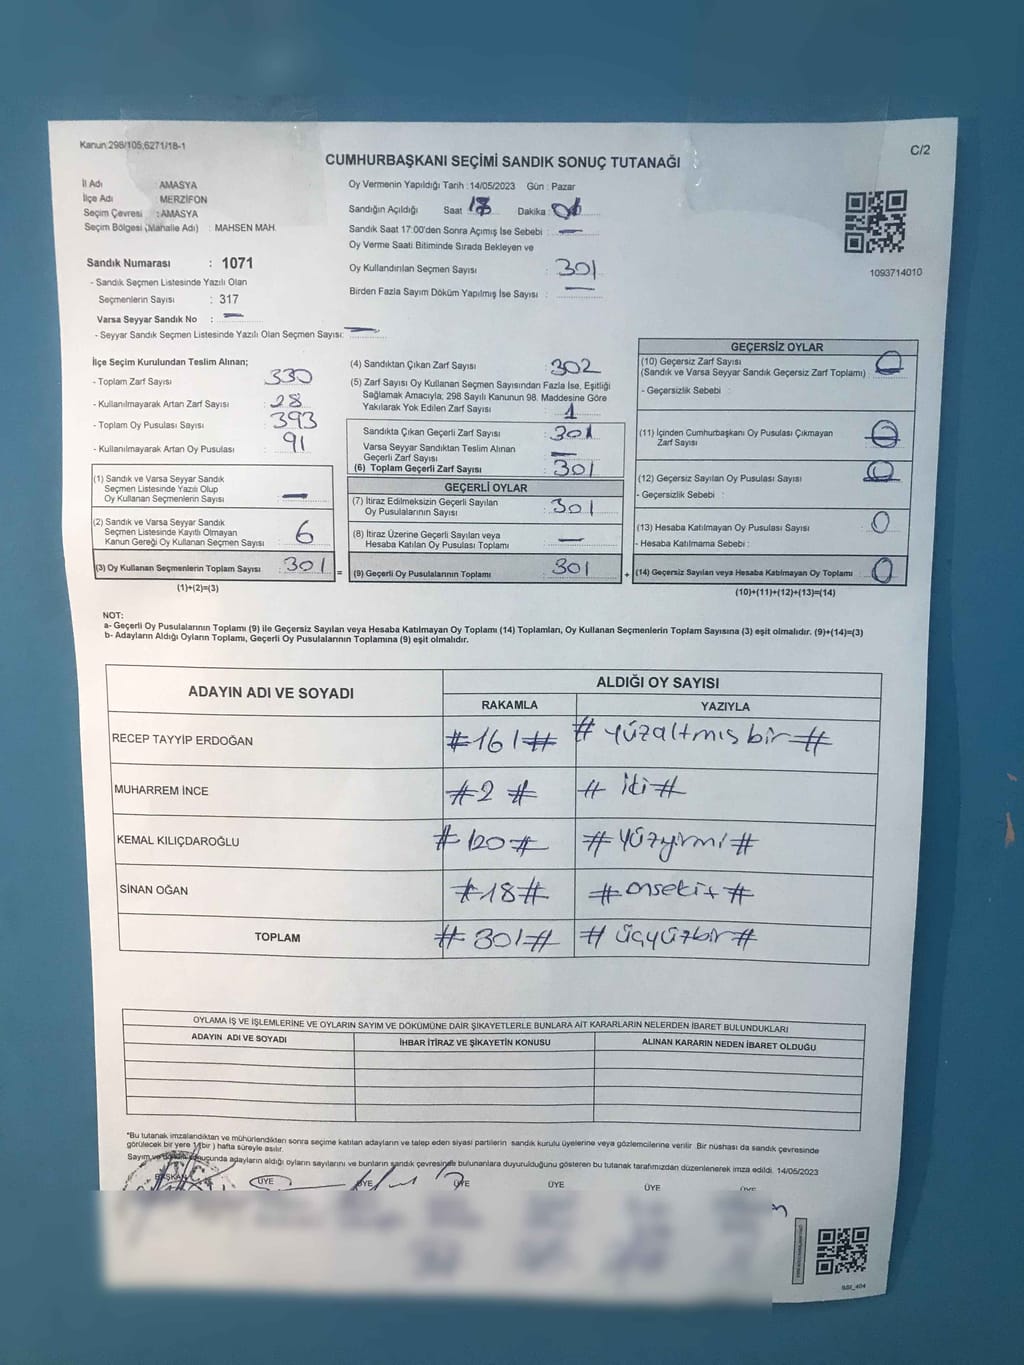 Kanun:298/105,6271/18-1
C/2
CUMHURBAŞKANI SEÇİMİ SANDIK SONUÇ TUTANAĞI
İl Adı : AMASYA
İlçe Adı : MERZİFON
Seçim Çevresi : AMASYA
Seçim Bölgesi (Mahalle Adı) : MAHSEN MAH.
Sandık Numarası : 1071
- Sandık Seçmen Listesinde Yazılı Olan
Seçmenlerin Sayısı : 317
Varsa Seyyar Sandık No : —
- Seyyar Sandık Seçmen Listesinde Yazılı Olan Seçmen Sayısı: —
Oy Vermenin Yapıldığı Tarih : 14/05/2023 Gün : Pazar
Sandığın Açıldığı Saat Dakika :
Sandık Saat 17:00'den Sonra Açımış İse Sebebi : —
Oy Verme Saati Bitiminde Sırada Bekleyen ve
Oy Kullandırılan Seçmen Sayısı : 301
Birden Fazla Sayım Döküm Yapılmış İse Sayısı : —
1093714010
İlçe Seçim Kurulundan Teslim Alınan;
- Toplam Zarf Sayısı : 330
- Kullanılmayarak Artan Zarf Sayısı : 28
- Toplam Oy Pusulası Sayısı : 393
- Kullanılmayarak Artan Oy Pusulası : 91
(1) Sandık ve Varsa Seyyar Sandık
Seçmen Listesinde Yazılı Olup
Oy Kullanan Seçmenlerin Sayısı : —
(2) Sandık ve Varsa Seyyar Sandık
Seçmen Listesinde Kayıtlı Olmayan
Kanun Gereği Oy Kullanan Seçmen Sayısı : 6
(3) Oy Kullanan Seçmenlerin Toplam Sayısı : 301 =
(1)+(2)=(3)
(4) Sandıktan Çıkan Zarf Sayısı : 302
(5) Zarf Sayısı Oy Kullanan Seçmen Sayısından Fazla İse, Eşitliği
Sağlamak Amacıyla; 298 Sayılı Kanunun 98. Maddesine Göre
Yakılarak Yok Edilen Zarf Sayısı : 1
Sandıkta Çıkan Geçerli Zarf Sayısı : 301
Varsa Seyyar Sandıktan Teslim Alınan
Geçerli Zarf Sayısı : —
(6) Toplam Geçerli Zarf Sayısı : 301
GEÇERLİ OYLAR
(7) İtiraz Edilmeksizin Geçerli Sayılan
Oy Pusulalarının Sayısı : 301
(8) İtiraz Üzerine Geçerli Sayılan veya
Hesaba Katılan Oy Pusulası Toplamı : —
(9) Geçerli Oy Pusulalarının Toplamı : 301 +
GEÇERSİZ OYLAR
(10) Geçersiz Zarf Sayısı
(Sandık ve Varsa Seyyar Sandık Geçersiz Zarf Toplamı) : 0
- Geçersizlik Sebebi :
(11) İçinden Cumhurbaşkanı Oy Pusulası Çıkmayan
Zarf Sayısı : 0
(12) Geçersiz Sayılan Oy Pusulası Sayısı : 0
- Geçersizlik Sebebi :
(13) Hesaba Katılmayan Oy Pusulası Sayısı : 0
- Hesaba Katılmama Sebebi :
(14) Geçersiz Sayılan veya Hesaba Katılmayan Oy Toplamı : 0
(10)+(11)+(12)+(13)=(14)
NOT:
a- Geçerli Oy Pusulalarının Toplamı (9) ile Geçersiz Sayılan veya Hesaba Katılmayan Oy Toplamı (14) Toplamları, Oy Kullanan Seçmenlerin Toplam Sayısına (3) eşit olmalıdır. (9)+(14)=(3)
b- Adayların Aldığı Oyların Toplamı, Geçerli Oy Pusulalarının Toplamına (9) eşit olmalıdır.
ADAYIN ADI VE SOYADI
ALDIĞI OY SAYISI
RAKAMLA YAZIYLA
RECEP TAYYİP ERDOĞAN #161# #yüzaltmış bir#
MUHARREM İNCE #2# #iki#
KEMAL KILIÇDAROĞLU #120# #yüzyirmi#
SİNAN OĞAN #18# #onsekiz#
TOPLAM #301# #üçyüzbir#
OYLAMA İŞ VE İŞLEMLERİNE VE OYLARIN SAYIM VE DÖKÜMÜNE DAİR ŞİKAYETLERLE BUNLARA AİT KARARLARIN NELERDEN İBARET BULUNDUKLARI
ADAYIN ADI VE SOYADI İHBAR İTİRAZ VE ŞİKAYETİN KONUSU ALINAN KARARIN NEDEN İBARET OLDUĞU
*Bu tutanak imzalandıktan ve mühürlendikten sonra seçime katılan adayların ve talep eden siyasi partilerin sandık kurulu üyelerine veya gözlemcilerine verilir. Bir nüshası da sandık çevresinde
görülecek bir yere 1 (bir ) hafta süreyle asılır.
Sayım ve sonucunda adayların aldığı oyların sayılarını ve bunların sandık çevresinde bulunanlara duyurulduğunu gösteren bu tutanak tarafımızdan düzenlenerek imza edildi. 14/05/2023
BAŞKAN ÜYE ÜYE ÜYE ÜYE ÜYE ÜYE